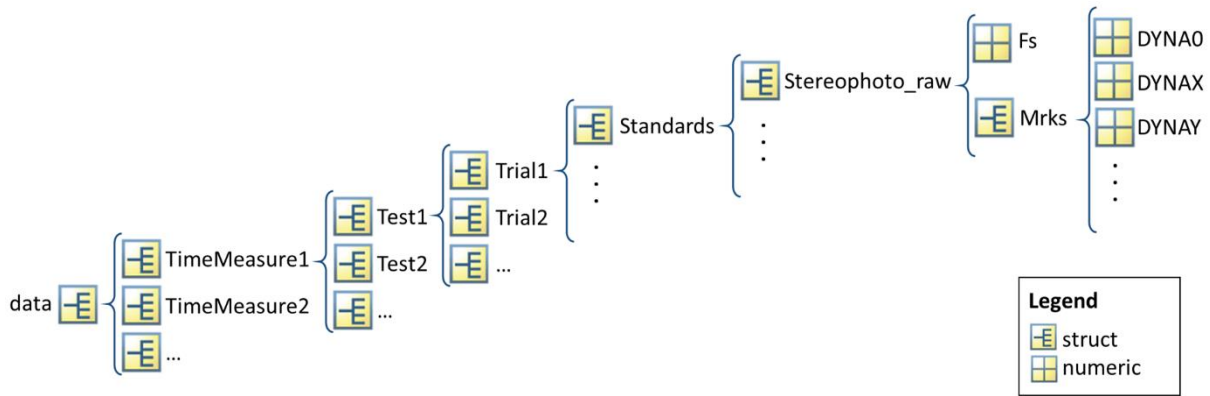 data
TimeMeasure1
TimeMeasure2
...
Test1
Test2
...
Trial1
Trial2
...
Standards
Stereophoto_raw
Fs
Mrks
DYNA0
DYNAX
DYNAY
Legend
struct
numeric